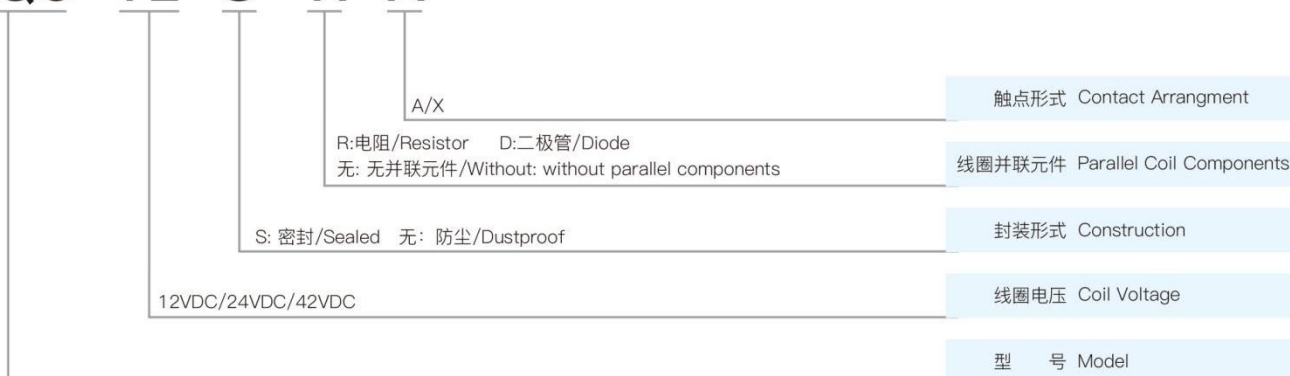 A/X
触点形式 Contact Arrangment
R:电阻/Resistor D:二极管/Diode
无: 无并联元件/Without: without parallel components
线圈并联元件 Parallel Coil Components
S: 密封/Sealed 无: 防尘/Dustproof
封装形式 Construction
12VDC/24VDC/42VDC
线圈电压 Coil Voltage
型 号 Model